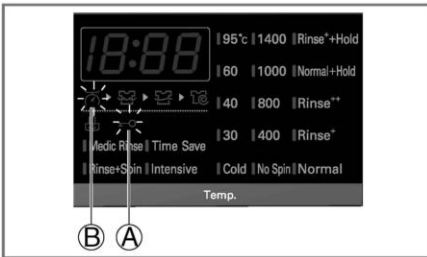 18:88
95°c 1400 Rinse⁺+Hold
60 1000 Normal+Hold
40 800 Rinse⁺⁺
30 400 Rinse⁺
Medic Rinse Time Save
Rinse+Spin Intensive Cold No Spin Normal
Temp.
B A